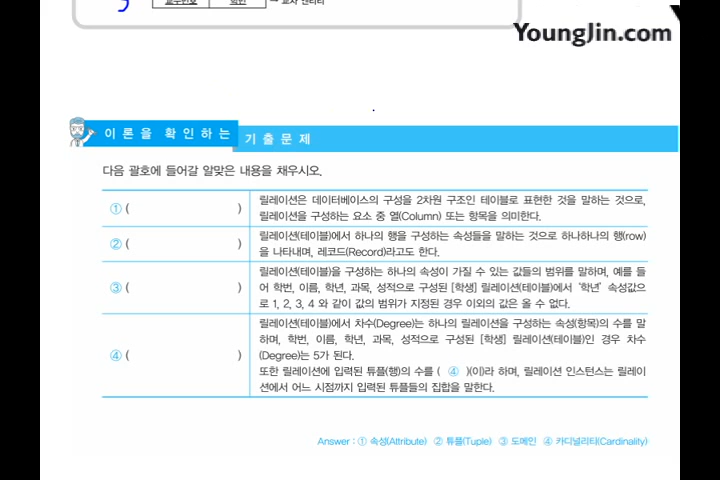 교수번호 학번 → 교차 엔티티
YoungJin.com
이론을 확인하는 기출문제
다음 괄호에 들어갈 알맞은 내용을 채우시오.
① ( )
릴레이션은 데이터베이스의 구성을 2차원 구조인 테이블로 표현한 것을 말하는 것으로,
릴레이션을 구성하는 요소 중 열(Column) 또는 항목을 의미한다.
② ( )
릴레이션(테이블)에서 하나의 행을 구성하는 속성들을 말하는 것으로 하나하나의 행(row)
을 나타내며, 레코드(Record)라고도 한다.
③ ( )
릴레이션(테이블)을 구성하는 하나의 속성이 가질 수 있는 값들의 범위를 말하며, 예를 들
어 학번, 이름, 학년, 과목, 성적으로 구성된 [학생] 릴레이션(테이블)에서 '학년' 속성값으
로 1, 2, 3, 4 와 같이 값의 범위가 지정된 경우 이외의 값은 올 수 없다.
④ ( )
릴레이션(테이블)에서 차수(Degree)는 하나의 릴레이션을 구성하는 속성(항목)의 수를 말
하며, 학번, 이름, 학년, 과목, 성적으로 구성된 [학생] 릴레이션(테이블)인 경우 차수
(Degree)는 5가 된다.
또한 릴레이션에 입력된 튜플(행)의 수를 ( ④ )(이)라 하며, 릴레이션 인스턴스는 릴레이
션에서 어느 시점까지 입력된 튜플들의 집합을 말한다.
Answer : ① 속성(Attribute) ② 튜플(Tuple) ③ 도메인 ④ 카디널리티(Cardinality)